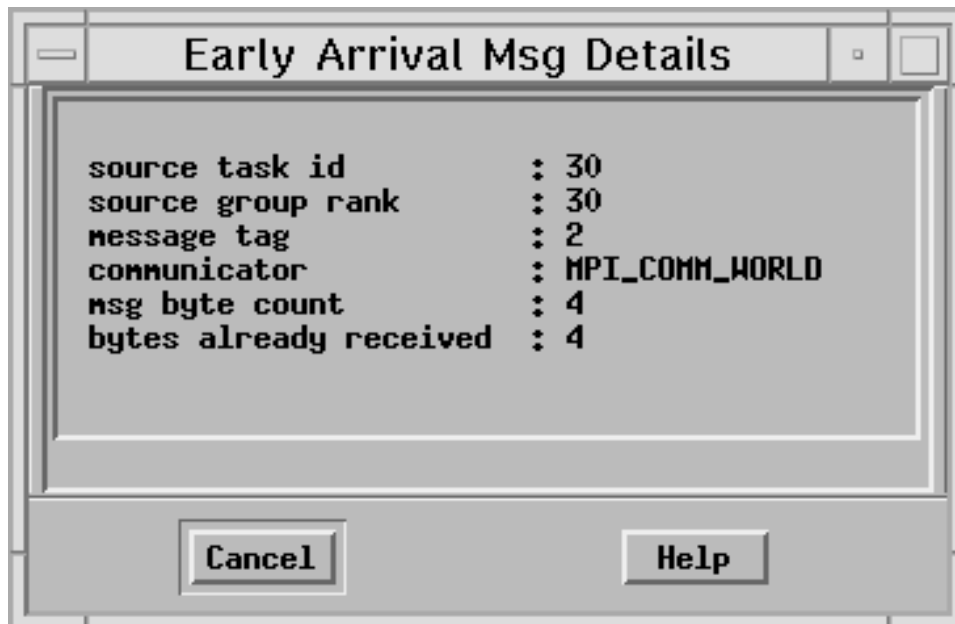 Early Arrival Msg Details
source task id : 30
source group rank : 30
message tag : 2
communicator : MPI_COMM_WORLD
msg byte count : 4
bytes already received : 4
Cancel Help